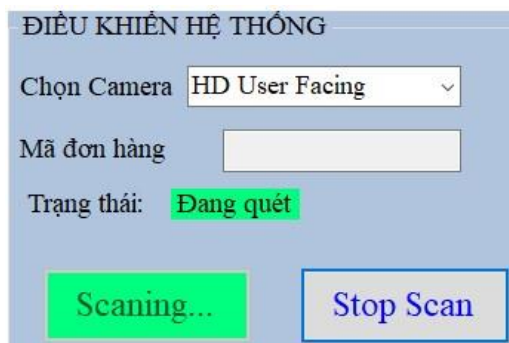 ĐIỀU KHIỂN HỆ THỐNG
Chọn Camera HD User Facing
Mã đơn hàng
Trạng thái: Đang quét
Scaning... Stop Scan